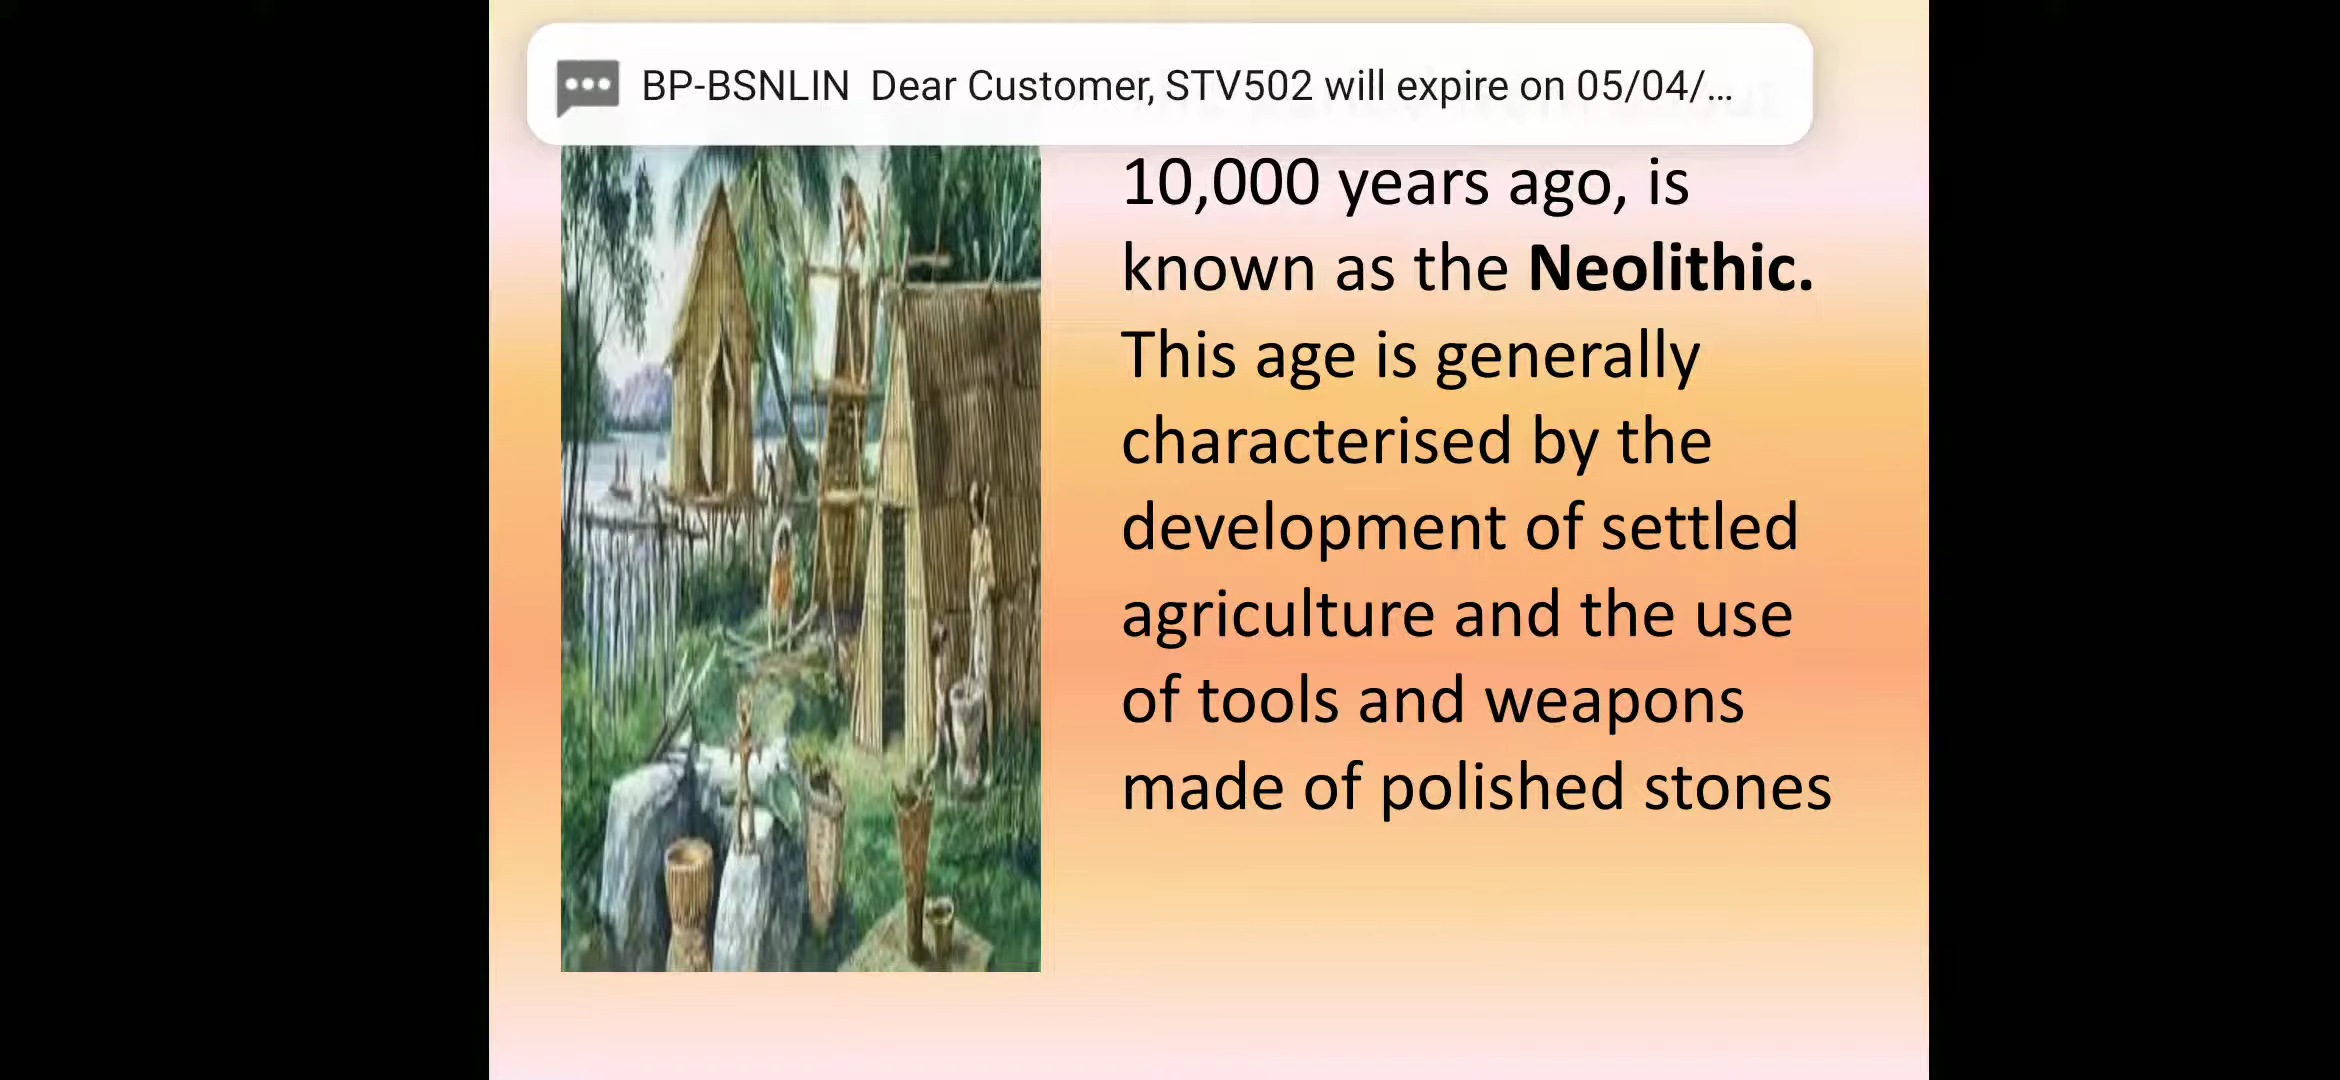 BP-BSNLIN Dear Customer, STV502 will expire on 05/04/...
10,000 years ago, is
known as the Neolithic.
This age is generally
characterised by the
development of settled
agriculture and the use
of tools and weapons
made of polished stones